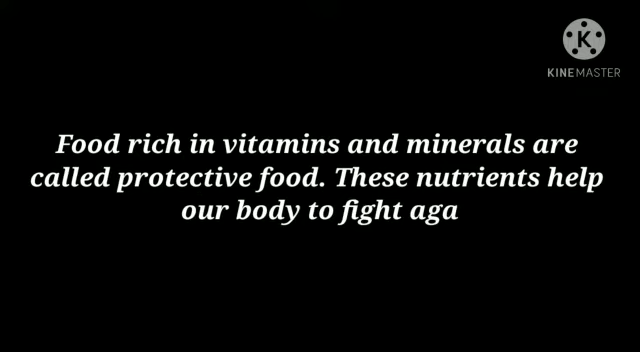 KINEMASTER
Food rich in vitamins and minerals are
called protective food. These nutrients help
our body to fight aga